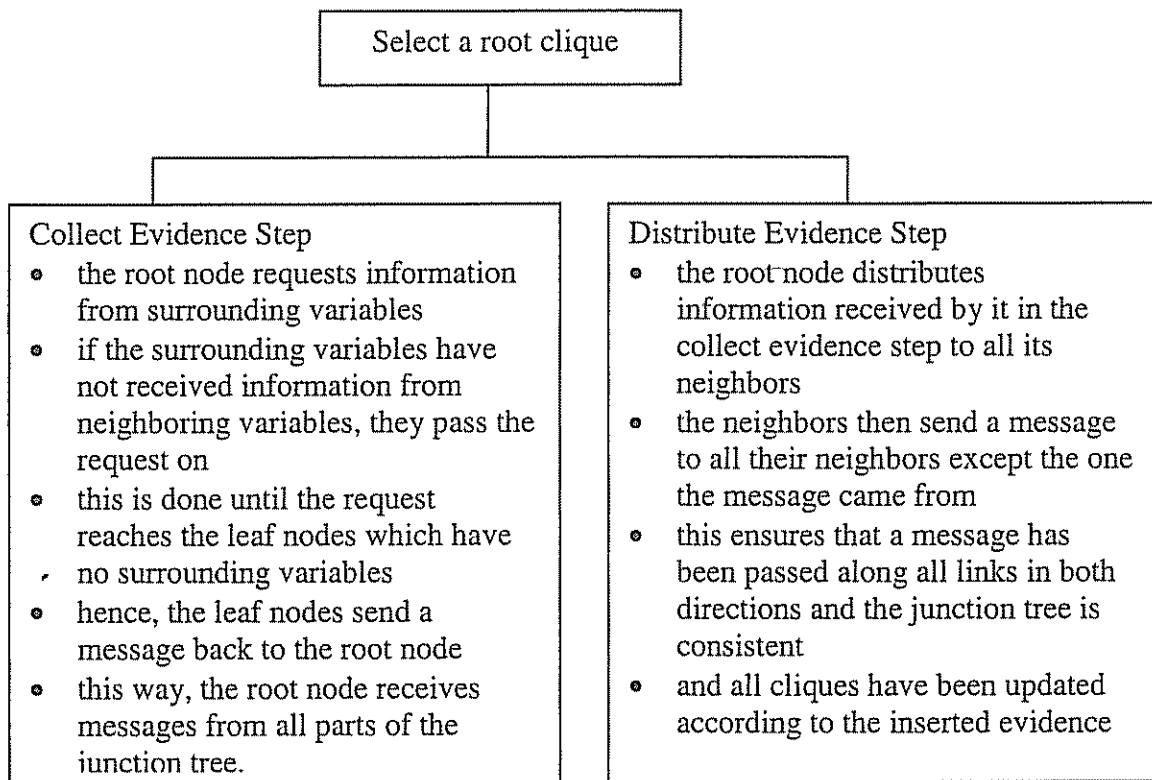 Select a root clique
Collect Evidence Step
• the root node requests information
from surrounding variables
• if the surrounding variables have
not received information from
neighboring variables, they pass the
request on
• this is done until the request
reaches the leaf nodes which have
no surrounding variables
• hence, the leaf nodes send a
message back to the root node
• this way, the root node receives
messages from all parts of the
junction tree.
Distribute Evidence Step
• the root node distributes
information received by it in the
collect evidence step to all its
neighbors
• the neighbors then send a message
to all their neighbors except the one
the message came from
• this ensures that a message has
been passed along all links in both
directions and the junction tree is
consistent
• and all cliques have been updated
according to the inserted evidence